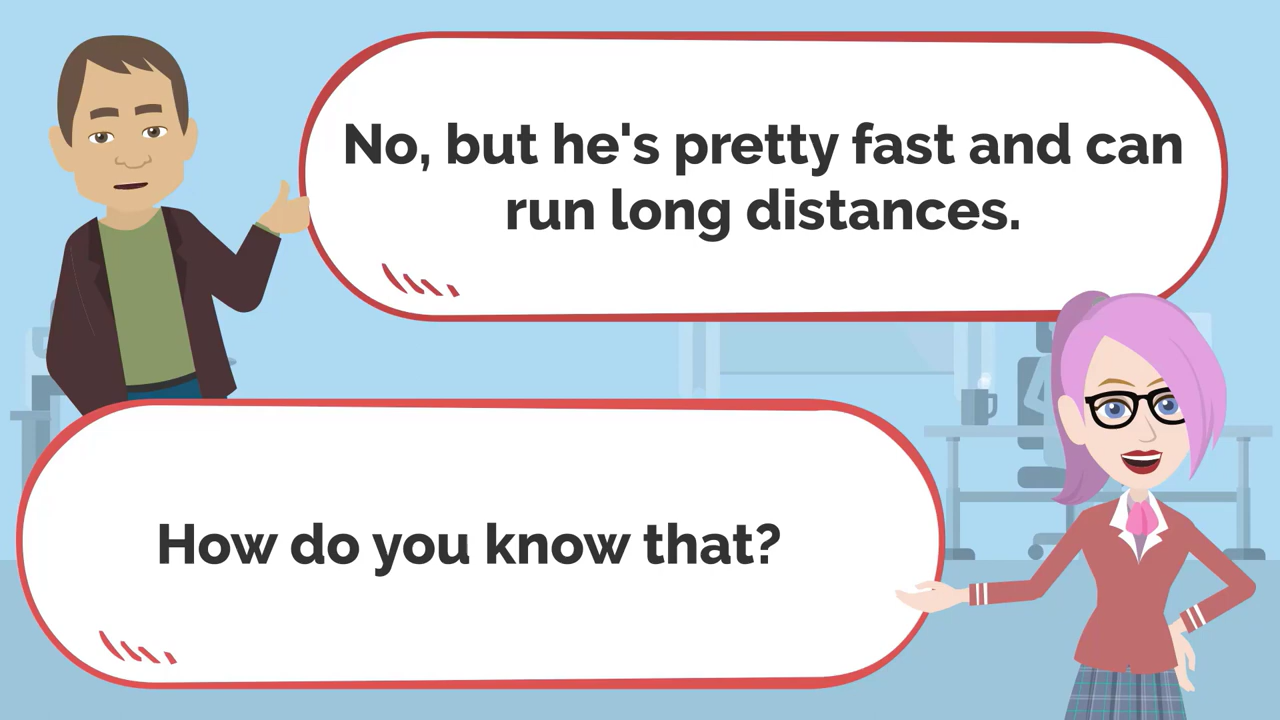 No, but he's pretty fast and can
run long distances.
How do you know that?